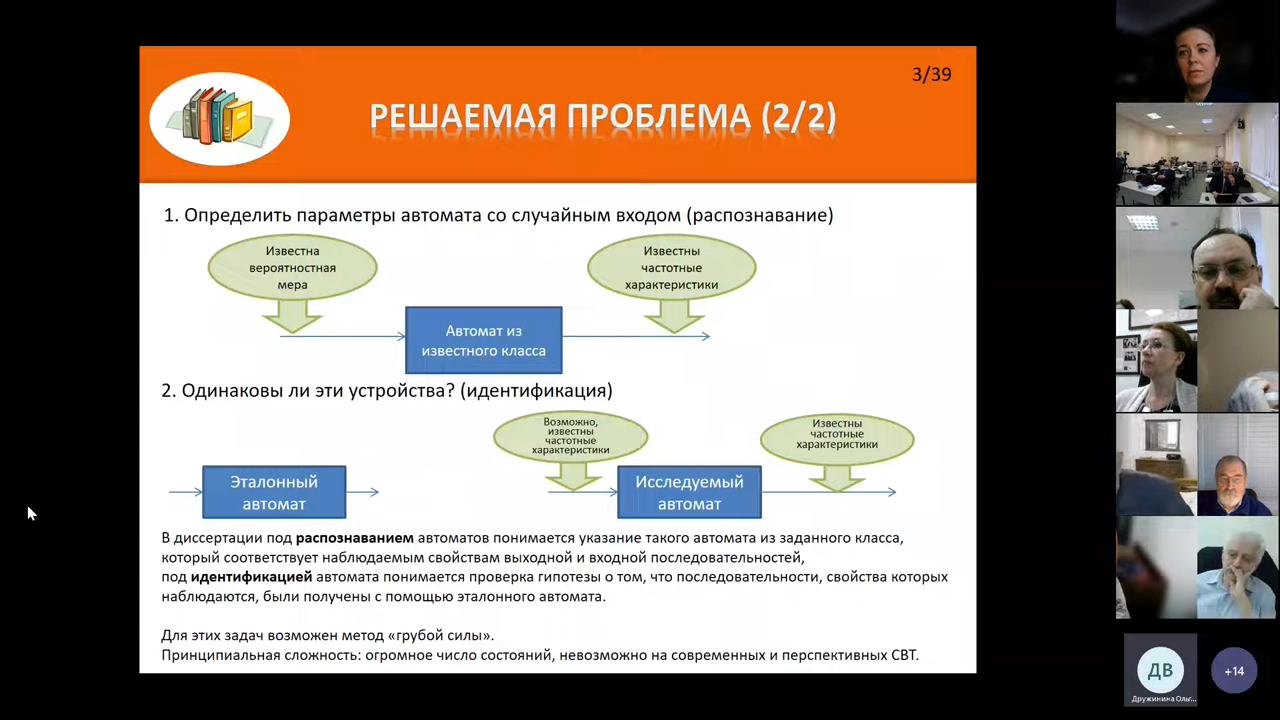 3/39
РЕШАЕМАЯ ПРОБЛЕМА (2/2)
1. Определить параметры автомата со случайным входом (распознавание)
Известна
вероятностная
мера
Известны
частотные
характеристики
Автомат из
известного класса
2. Одинаковы ли эти устройства? (идентификация)
Возможно,
известны
частотные
характеристики
Известны
частотные
характеристики
Эталонный
автомат
Исследуемый
автомат
В диссертации под распознаванием автоматов понимается указание такого автомата из заданного класса,
который соответствует наблюдаемым свойствам выходной и входной последовательностей,
под идентификацией автомата понимается проверка гипотезы о том, что последовательности, свойства которых
наблюдаются, были получены с помощью эталонного автомата.
Для этих задач возможен метод «грубой силы».
Принципиальная сложность: огромное число состояний, невозможно на современных и перспективных СВТ.
ДВ
Дружинина Ольг...
+14